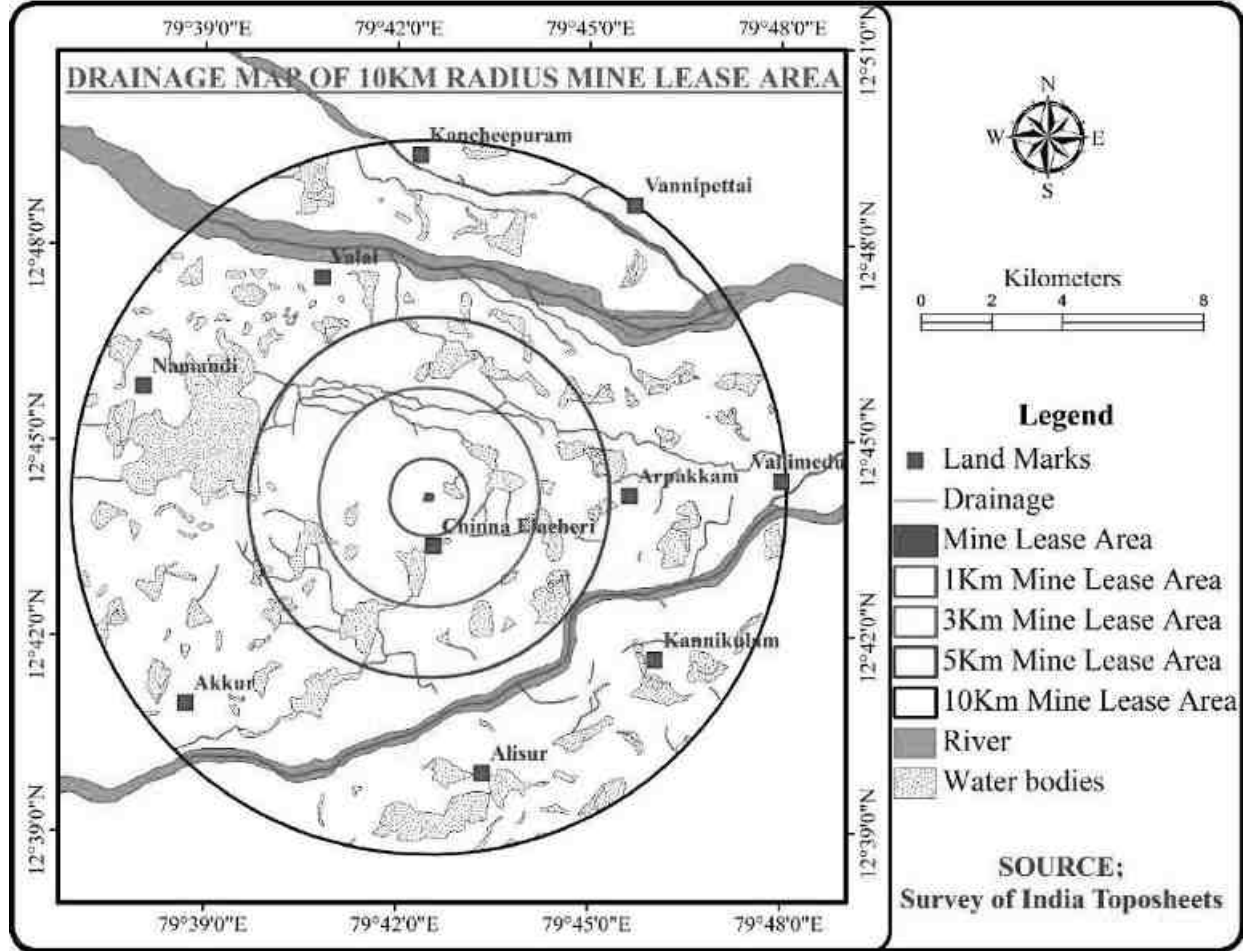 79°39'0"E 79°42'0"E 79°45'0"E 79°48'0"E
DRAINAGE MAP OF 10KM RADIUS MINE LEASE AREA
12°51'0"N
12°48'0"N
12°45'0"N
12°42'0"N
12°39'0"N
Kancheepuram
Vannipettai
Valai
Namandi
Arpakkam
Vallimedu
Chinna
Kannikulam
Akkur
Alisur
12°48'0"N
12°45'0"N
12°42'0"N
12°39'0"N
79°39'0"E 79°42'0"E 79°45'0"E 79°48'0"E
N
W E
S
Kilometers
0 2 4 8
Legend
Land Marks
Drainage
Mine Lease Area
1Km Mine Lease Area
3Km Mine Lease Area
5Km Mine Lease Area
10Km Mine Lease Area
River
Water bodies
SOURCE;
Survey of India Toposheets